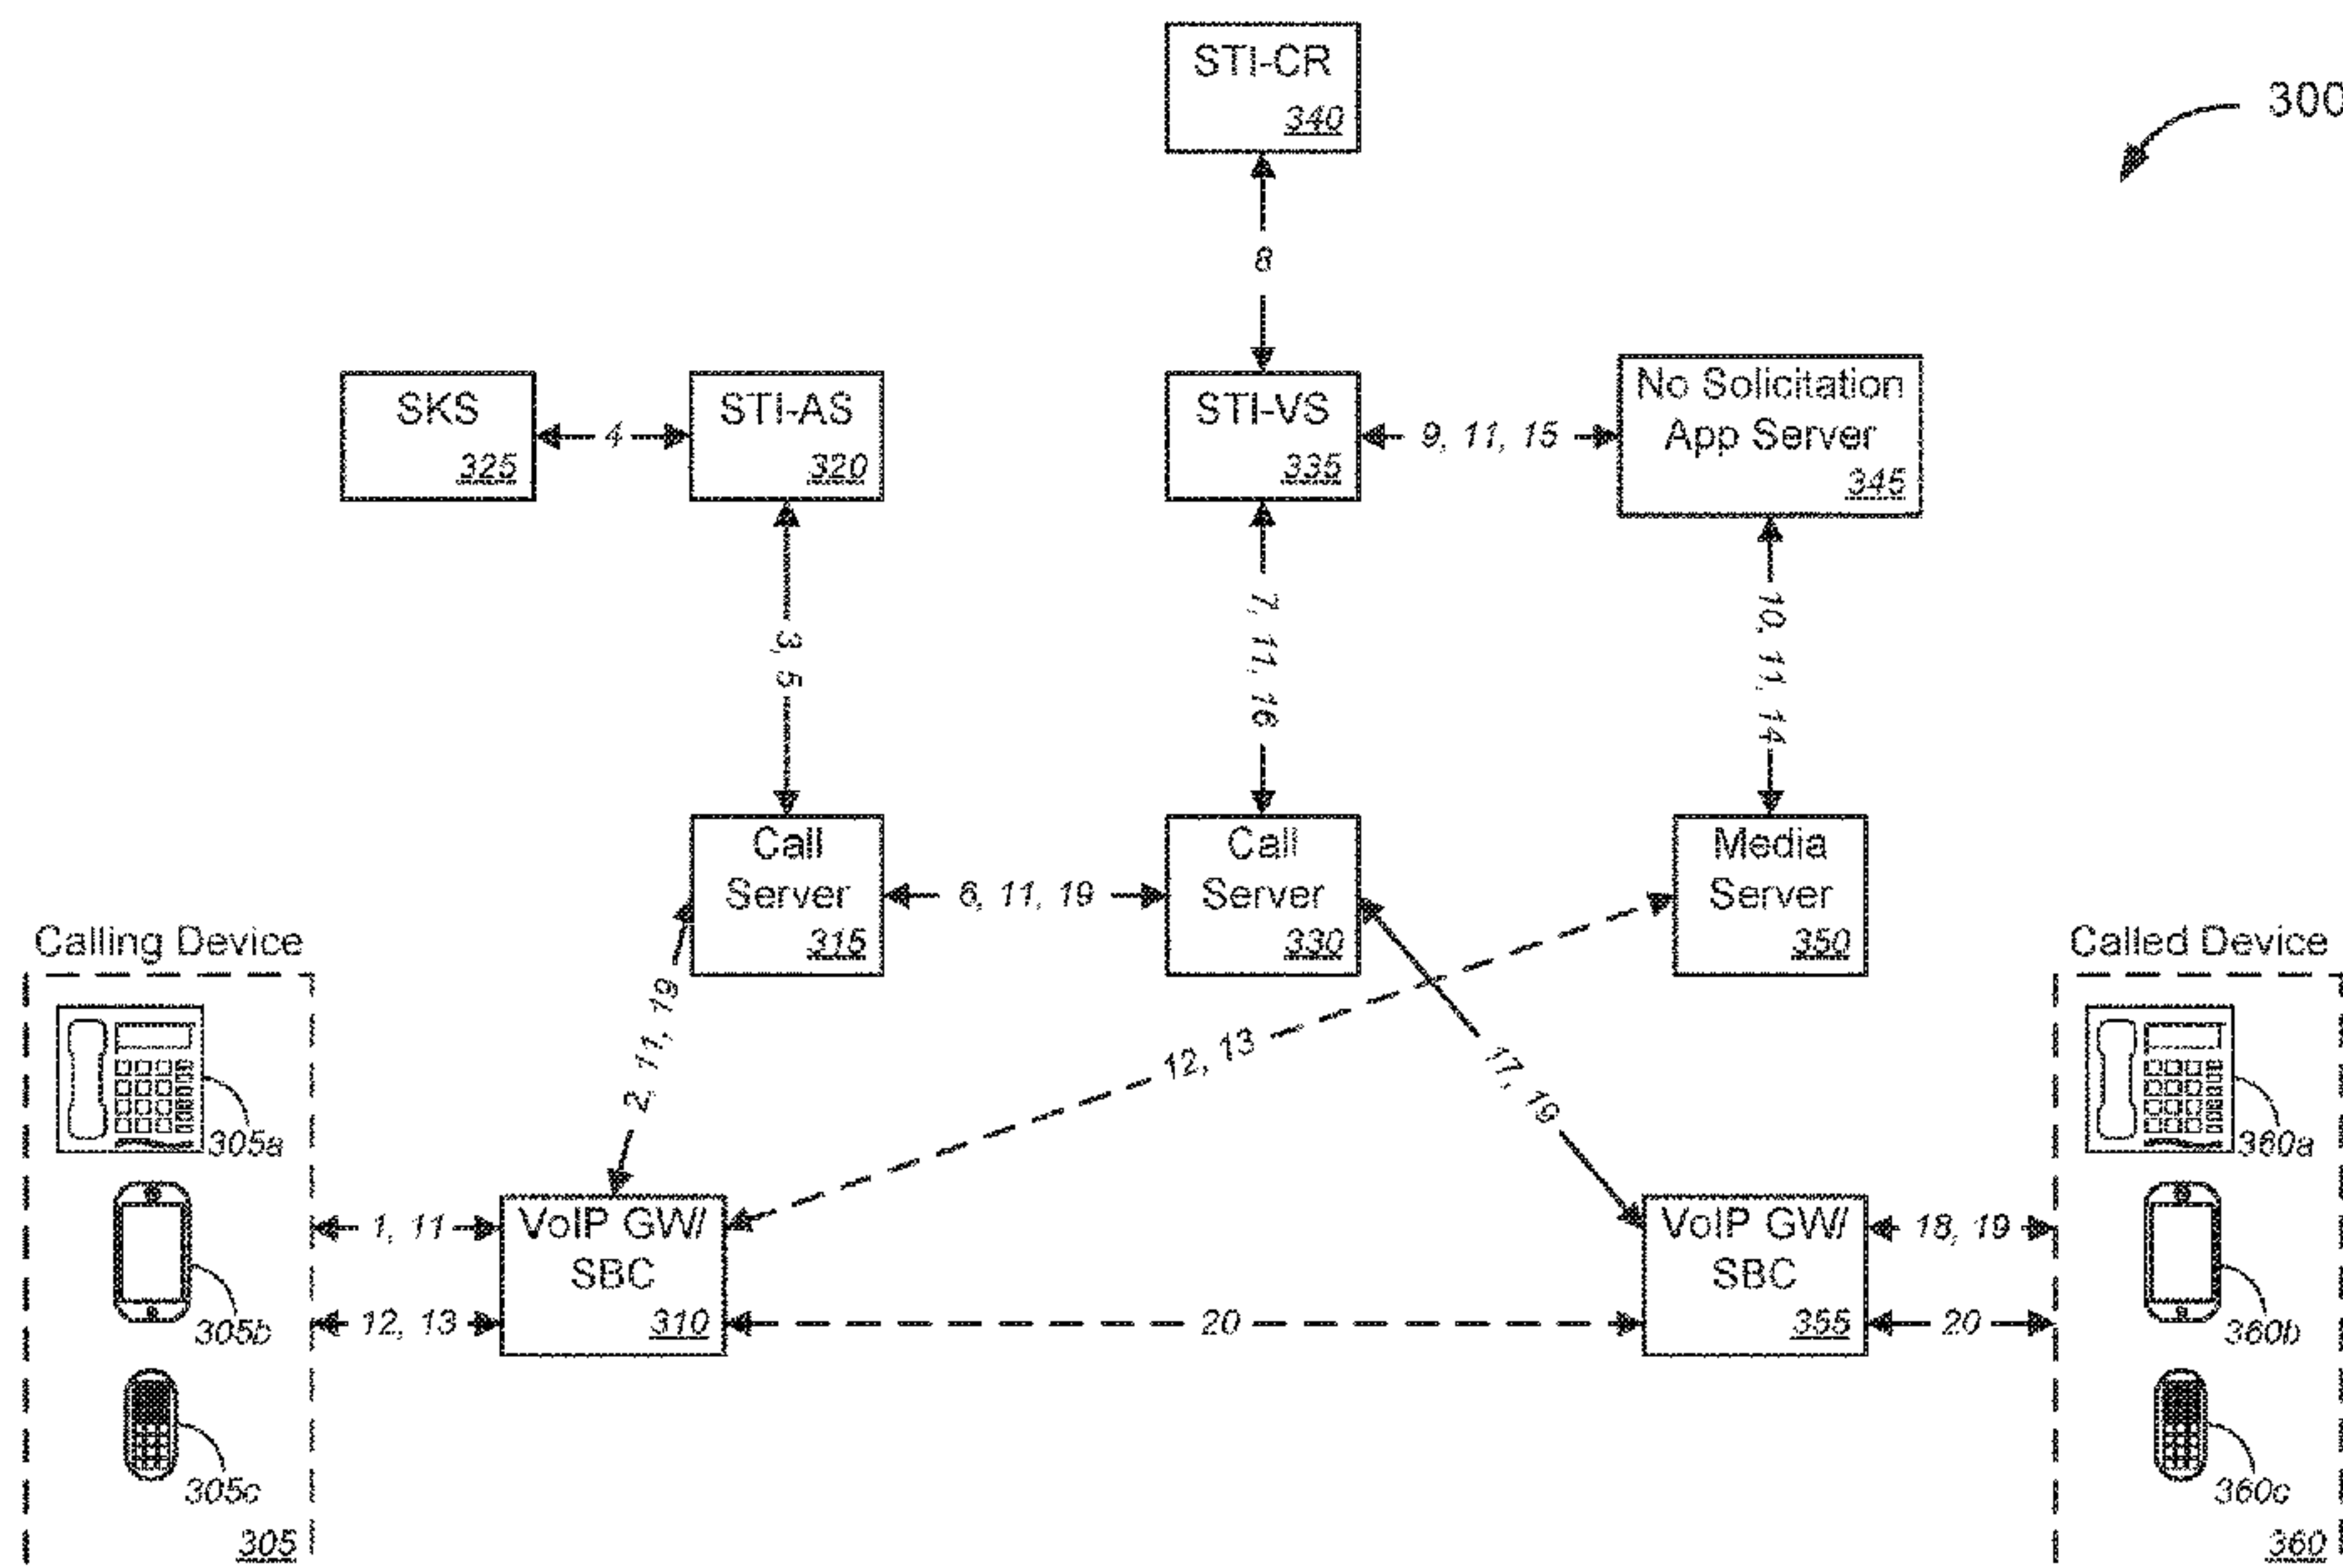 STI-CR
340
300
8
SKS
325
4
STI-AS
320
STI-VS
335
9, 11, 15
No Solicitation
App Server
345
3, 5
7, 11, 16
10, 11, 14
Call
Server
315
6, 11, 19
Call
Server
330
Media
Server
350
Calling Device
305a
305b
305c
305
2, 11, 19
12, 13
17, 19
Called Device
360a
360b
360c
360
1, 11
12, 13
VoIP GW/
SBC
310
20
VoIP GW/
SBC
355
18, 19
20